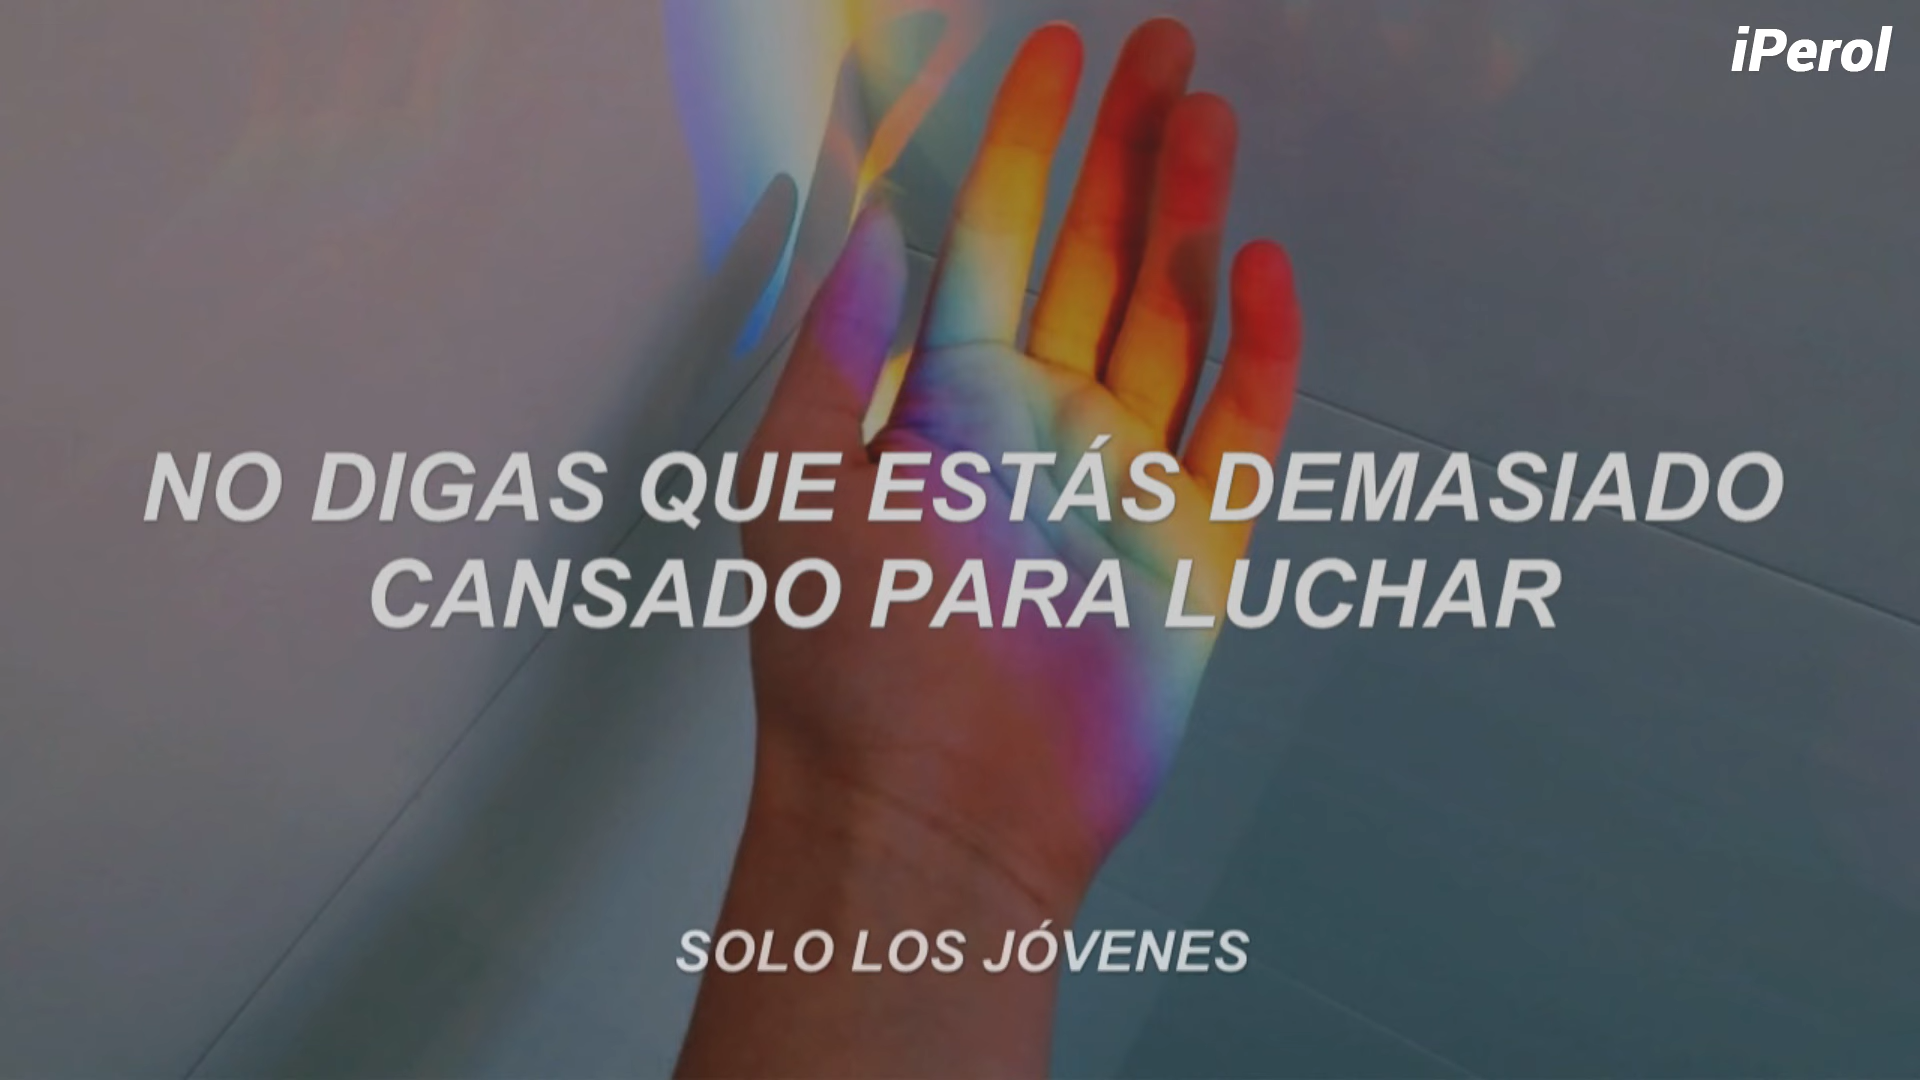 iPerol
NO DIGAS QUE ESTÁS DEMASIADO
CANSADO PARA LUCHAR
SOLO LOS JÓVENES